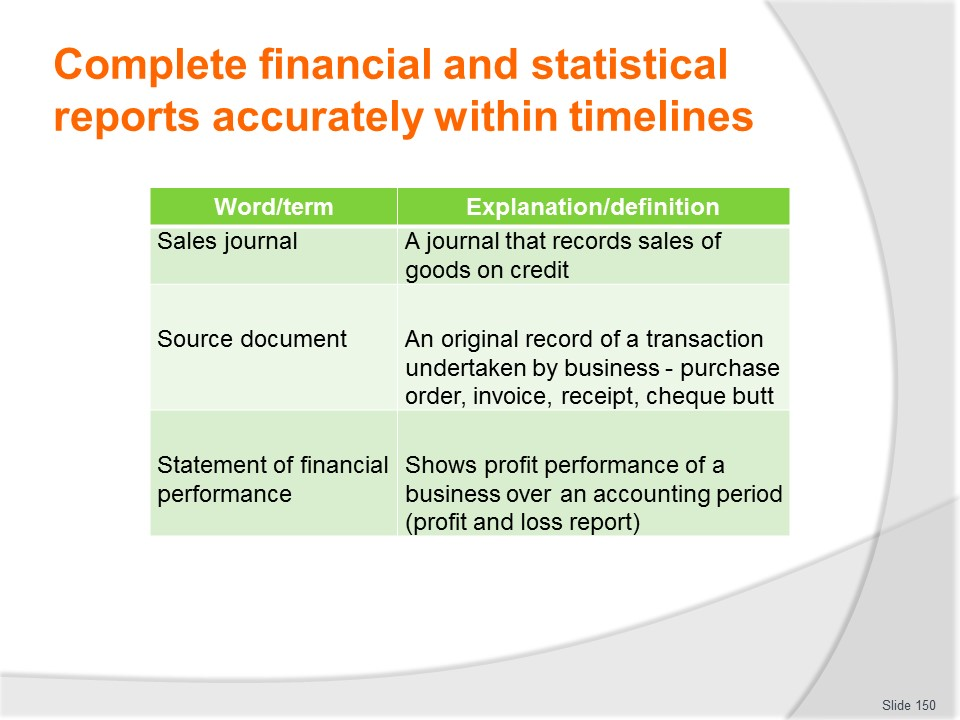 Complete financial and statistical
reports accurately within timelines
Word/term
Explanation/definition
Sales journal
A journal that records sales of
goods on credit
Source document
An original record of a transaction
undertaken by business - purchase
order, invoice, receipt, cheque butt
Statement of financial
performance
Shows profit performance of a
business over an accounting period
(profit and loss report)
Slide 150